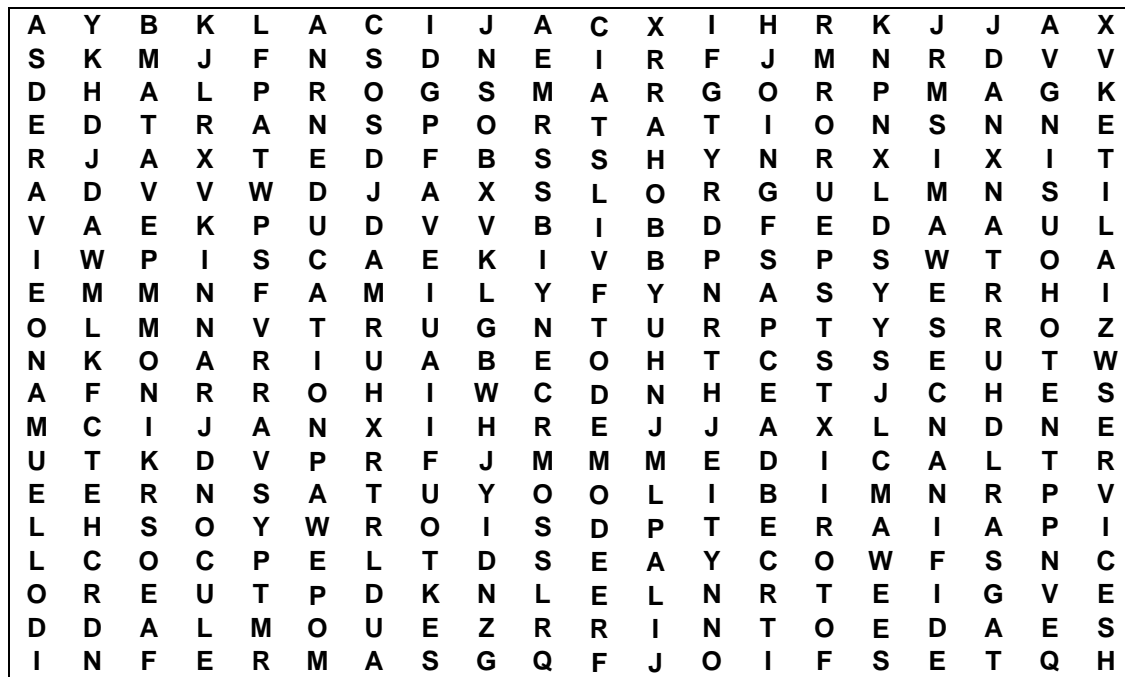 A Y B K L A C I J A C X I H R K J J A X
S K M J F N S D N E I R F J M N R D V V
D H A L P R O G S M A R G O R P M A G K
E D T R A N S P O R T A T I O N S N N E
R J A X T E D F B S S H Y N R X I X I T
A D V V W D J A X S L O R G U L M N S I
V A E K P U D V V B I B D F E D A A U L
I W P I S C A E K I V B P S P S W T O A
E M M N F A M I L Y F Y N A S Y E R H I
O L M N V T R U G N T U R P T Y S R O Z
N K O A R I U A B E O H T C S S E U T W
A F N R R O H I W C D N H E T J C H E S
M C I J A N X I H R E J J A X L N D N E
U T K D V P R F J M M M E D I C A L T R
E E R N S A T U Y O O L I B I M N R P V
L H S O Y W R O I S D P T E R A I A P I
L C O C P E L T D S E A Y C O W F S N C
O R E U T P D K N L E L N R T E I G V E
D D A L M O U E Z R R I N T O E D A E S
I N F E R M A S G Q F J O I F S E T Q H